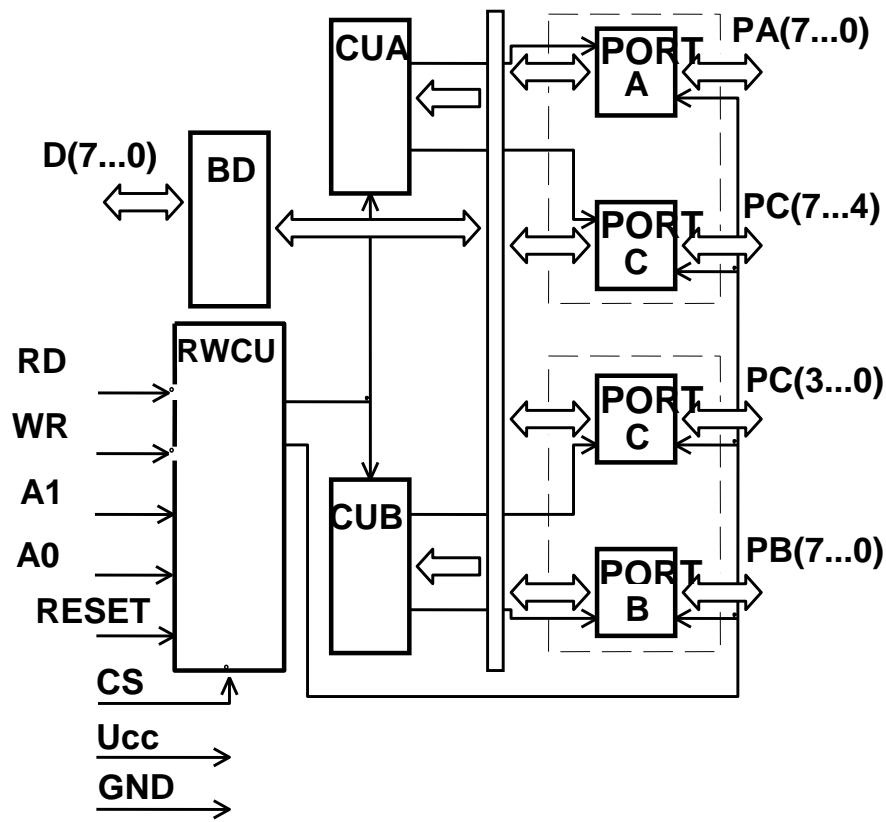 CUA
PORT
A
PA(7...0)
D(7...0)
BD
PORT
C
PC(7...4)
RWCU
RD
WR
A1
A0
RESET
CS
Ucc
GND
CUB
PORT
C
PC(3...0)
PORT
B
PB(7...0)